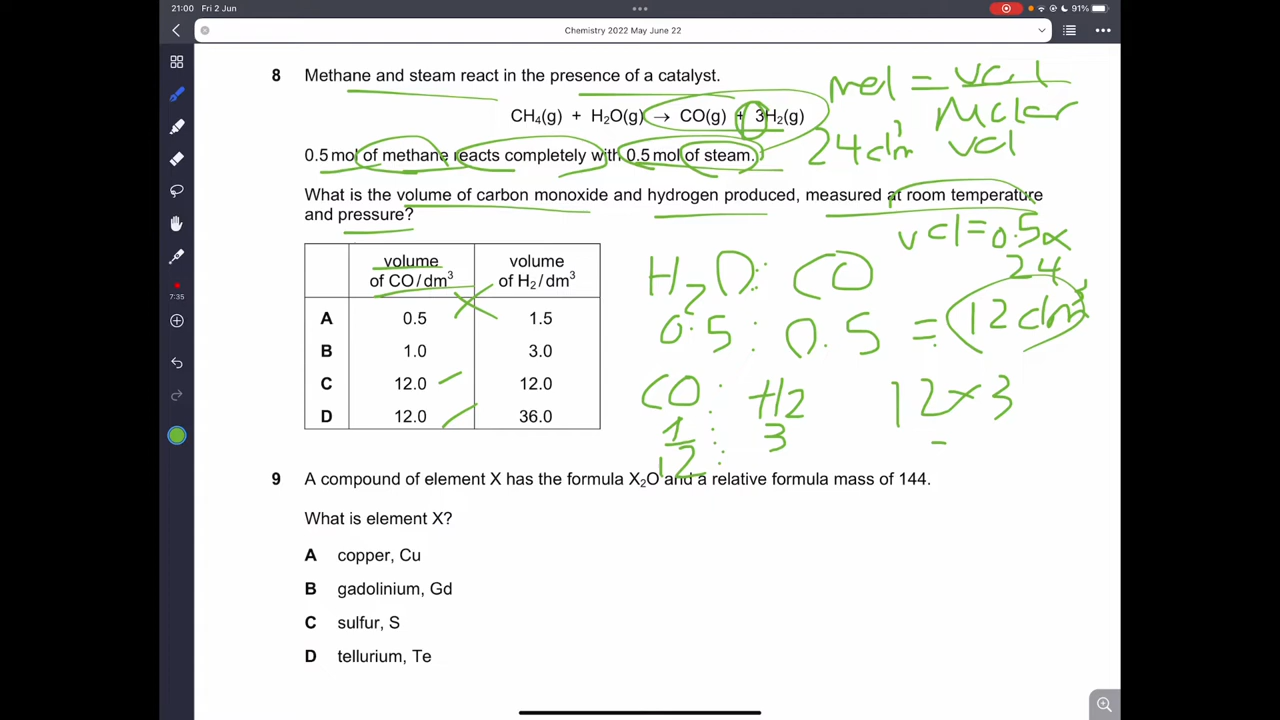 21:00 Fri 2 Jun
91%
Chemistry 2022 May June 22
8 Methane and steam react in the presence of a catalyst.
CH₄(g) + H₂O(g) → CO(g) + 3H₂(g)
0.5 mol of methane reacts completely with 0.5 mol of steam.
What is the volume of carbon monoxide and hydrogen produced, measured at room temperature
and pressure?
volume of CO / dm³ volume of H₂ / dm³
A 0.5 1.5
B 1.0 3.0
C 12.0 12.0
D 12.0 36.0
mol = vol
Molar
vol
24 dm³
vol = 0.5 x
24
H₂O : CO
0.5 : 0.5 = 12 dm³
CO : H2
1 : 3
12 :
12 x 3
=
9 A compound of element X has the formula X₂O and a relative formula mass of 144.
What is element X?
A copper, Cu
B gadolinium, Gd
C sulfur, S
D tellurium, Te
7:35